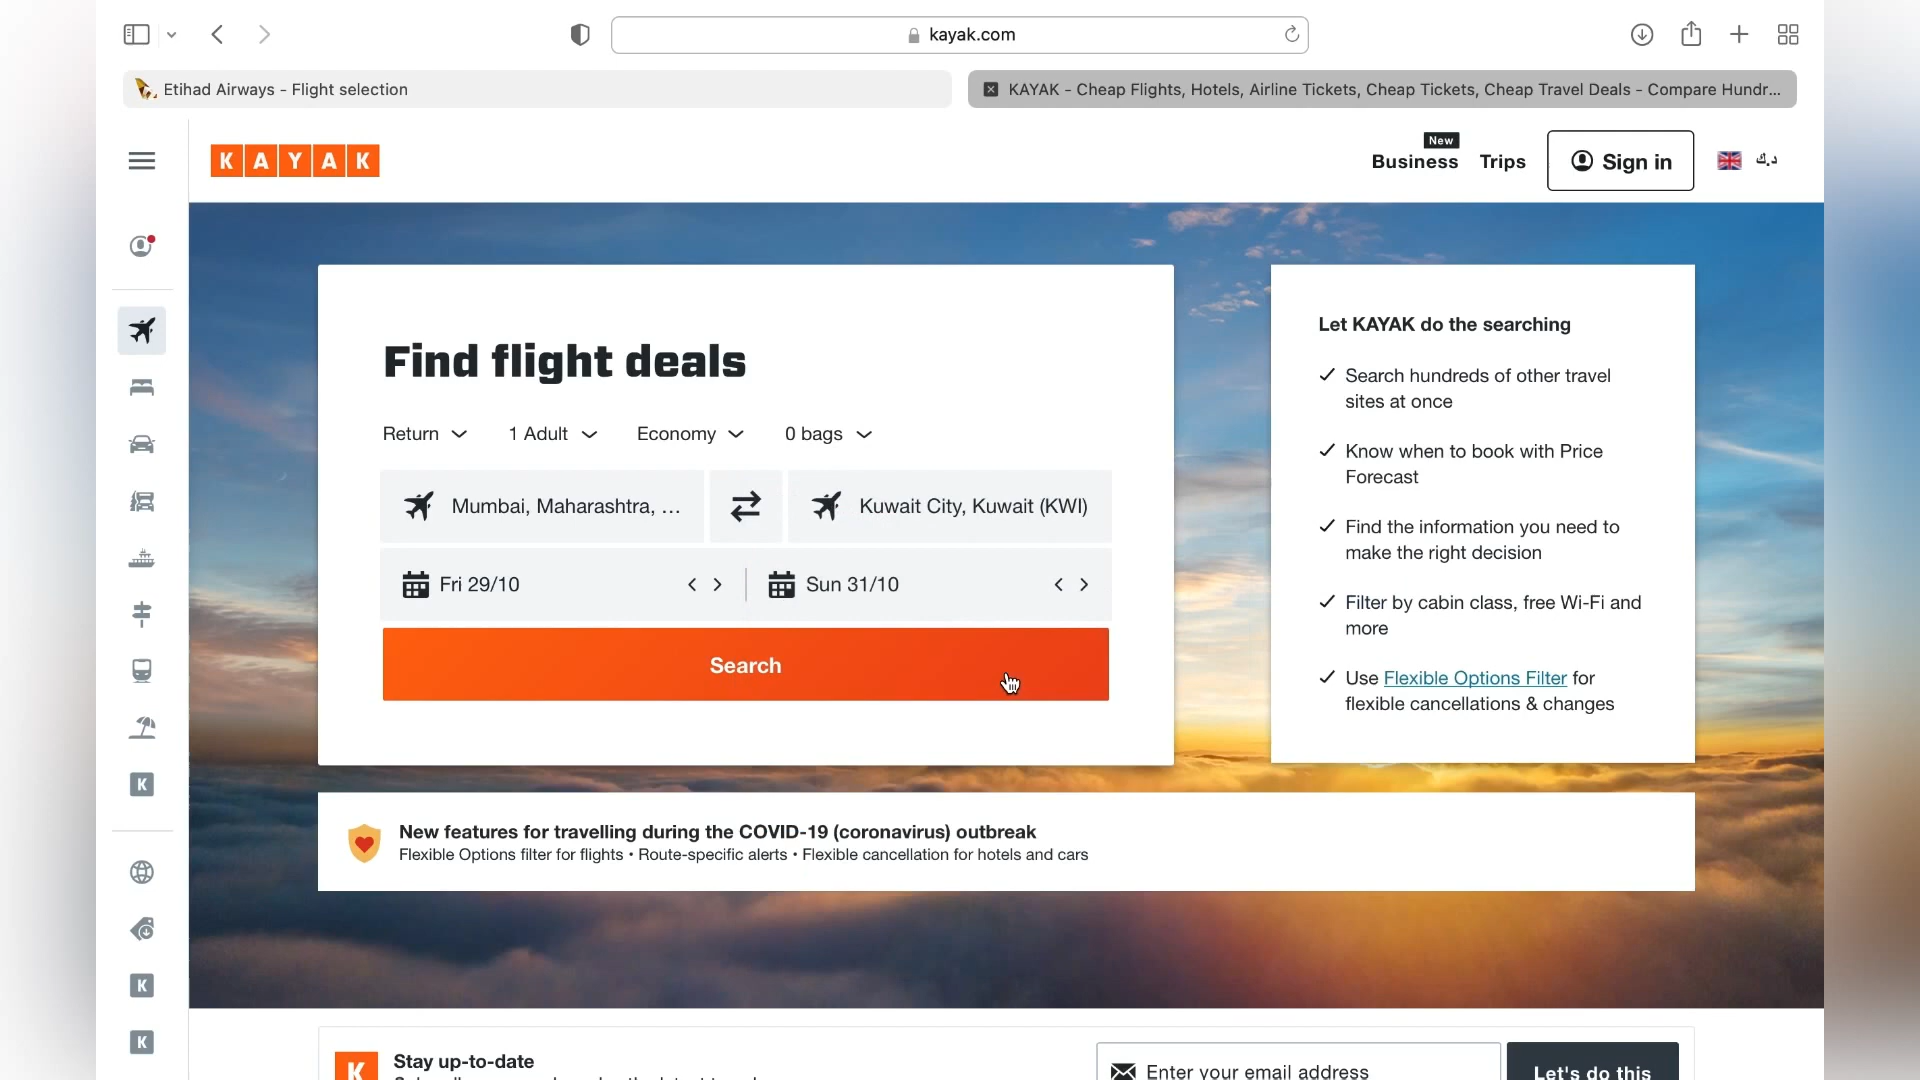 kayak.com
Etihad Airways - Flight selection
KAYAK - Cheap Flights, Hotels, Airline Tickets, Cheap Tickets, Cheap Travel Deals - Compare Hundr...
KAYAK
New
Business
Trips
Sign in
د.ك
Find flight deals
Return
1 Adult
Economy
0 bags
Mumbai, Maharashtra, ...
Kuwait City, Kuwait (KWI)
Fri 29/10
Sun 31/10
Search
Let KAYAK do the searching
Search hundreds of other travel
sites at once
Know when to book with Price
Forecast
Find the information you need to
make the right decision
Filter by cabin class, free Wi-Fi and
more
Use Flexible Options Filter for
flexible cancellations & changes
K
New features for travelling during the COVID-19 (coronavirus) outbreak
Flexible Options filter for flights • Route-specific alerts • Flexible cancellation for hotels and cars
K
K
K
Stay up-to-date
Enter your email address
Let's do this